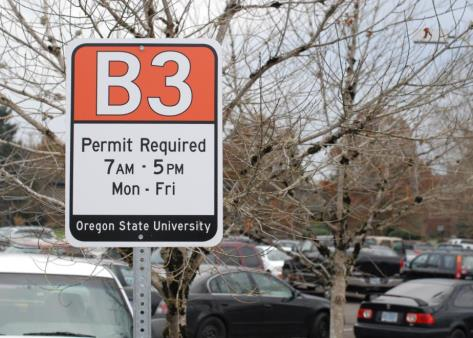 B3
Permit Required
7AM - 5PM
Mon - Fri
Oregon State University